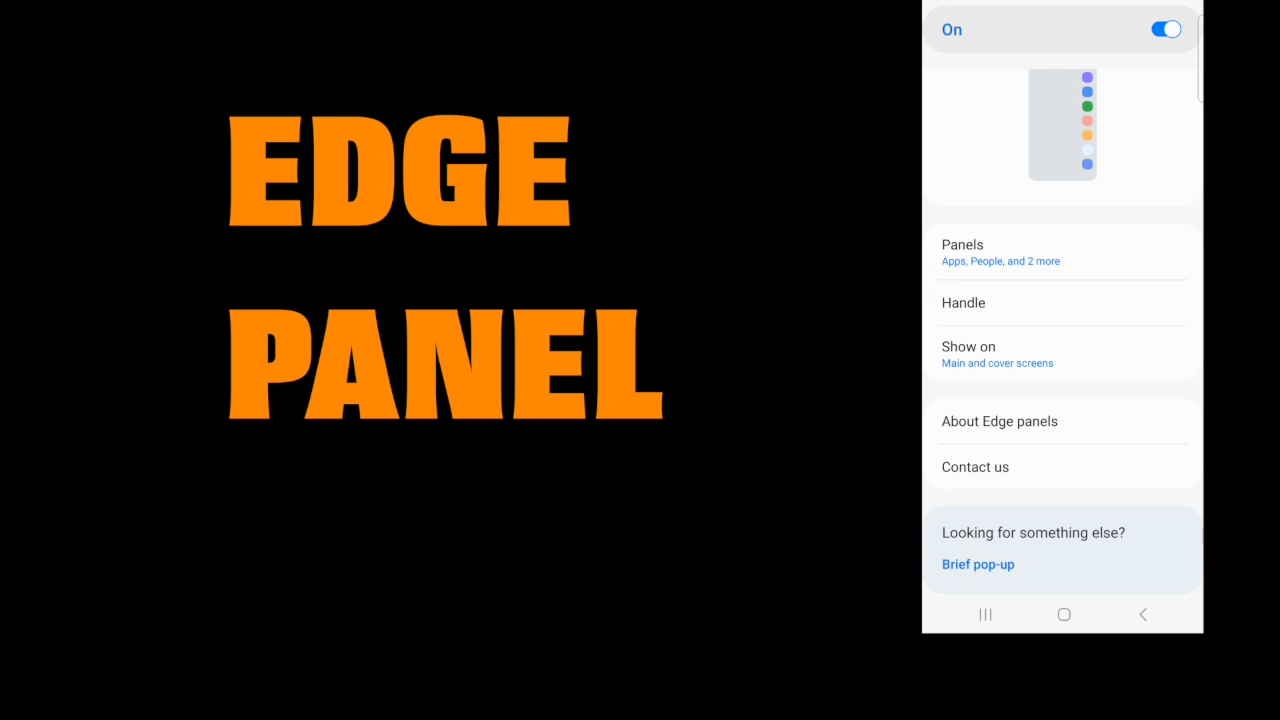 EDGE
PANEL
On
Panels
Apps, People, and 2 more
Handle
Show on
Main and cover screens
About Edge panels
Contact us
Looking for something else?
Brief pop-up